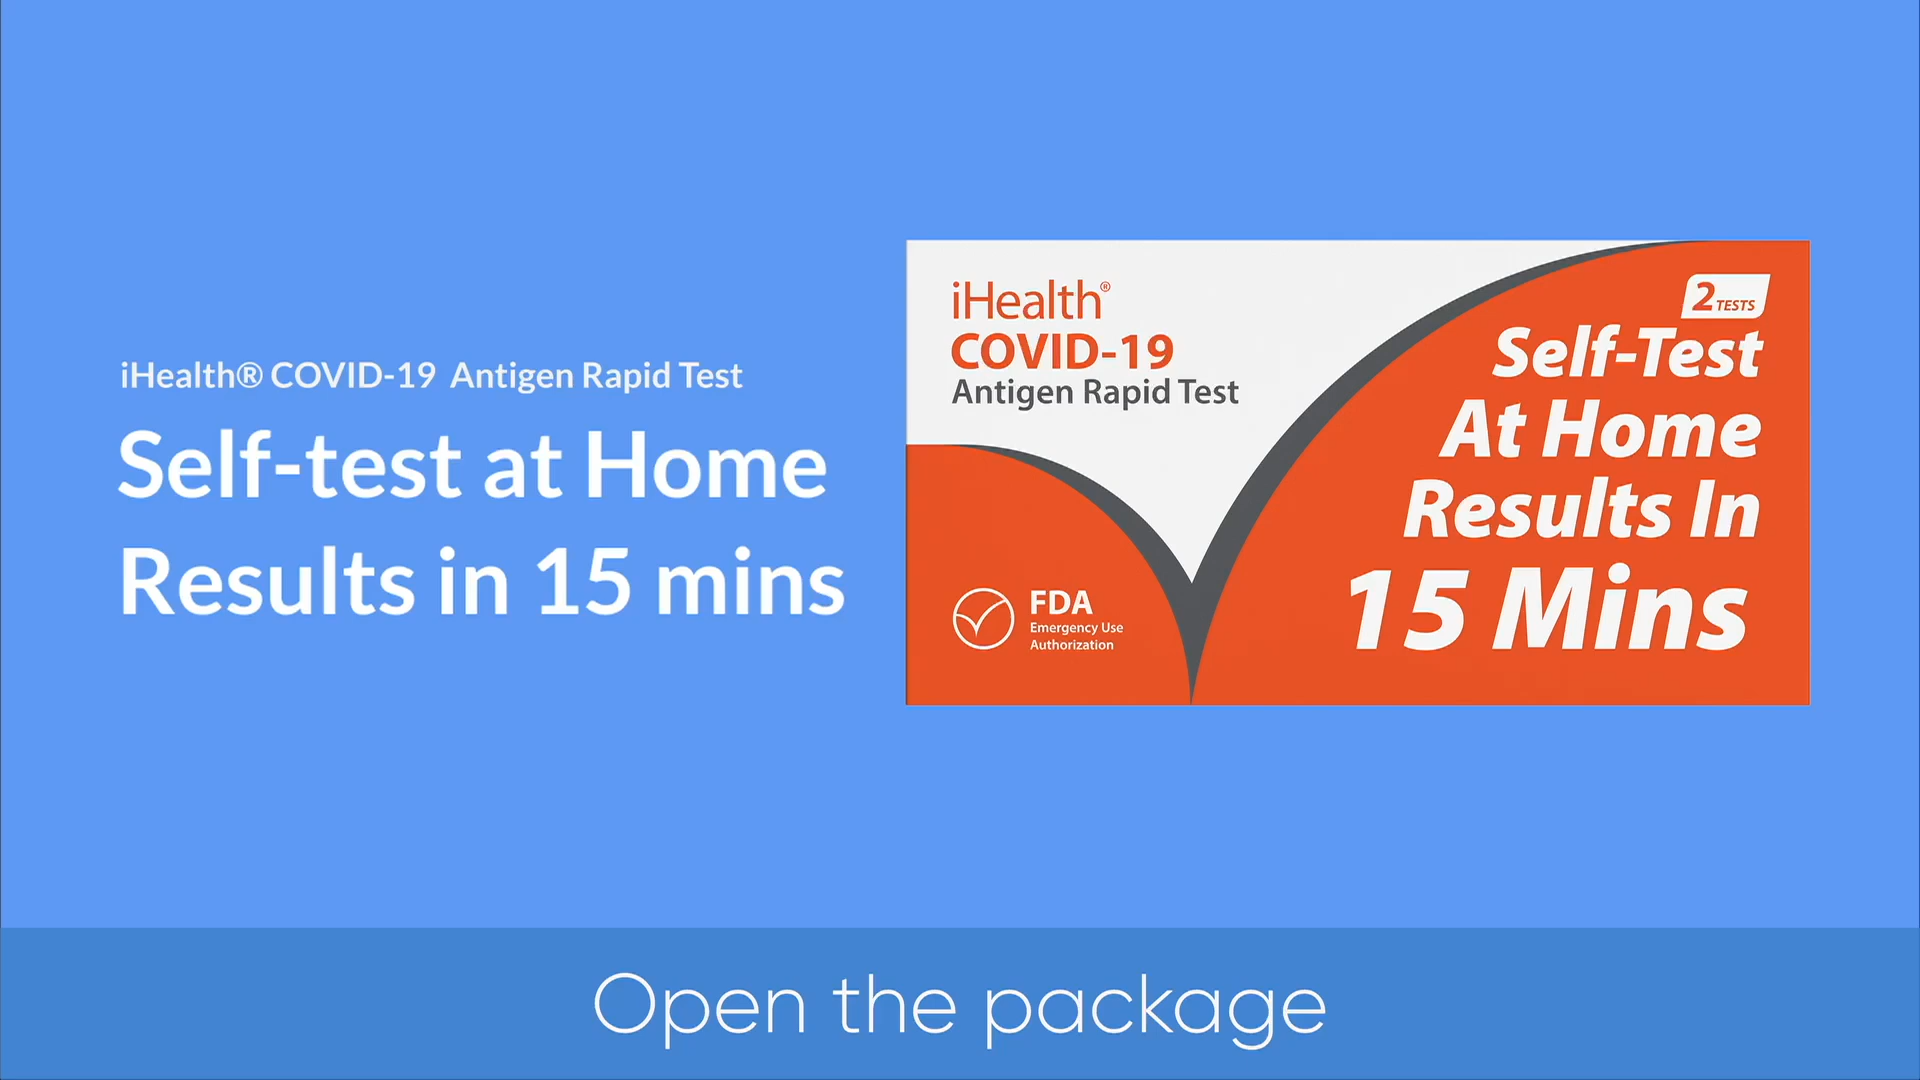 iHealth® COVID-19 Antigen Rapid Test
Self-test at Home
Results in 15 mins
iHealth®
COVID-19
Antigen Rapid Test
2 TESTS
Self-Test
At Home
Results In
15 Mins
FDA
Emergency Use
Authorization
Open the package